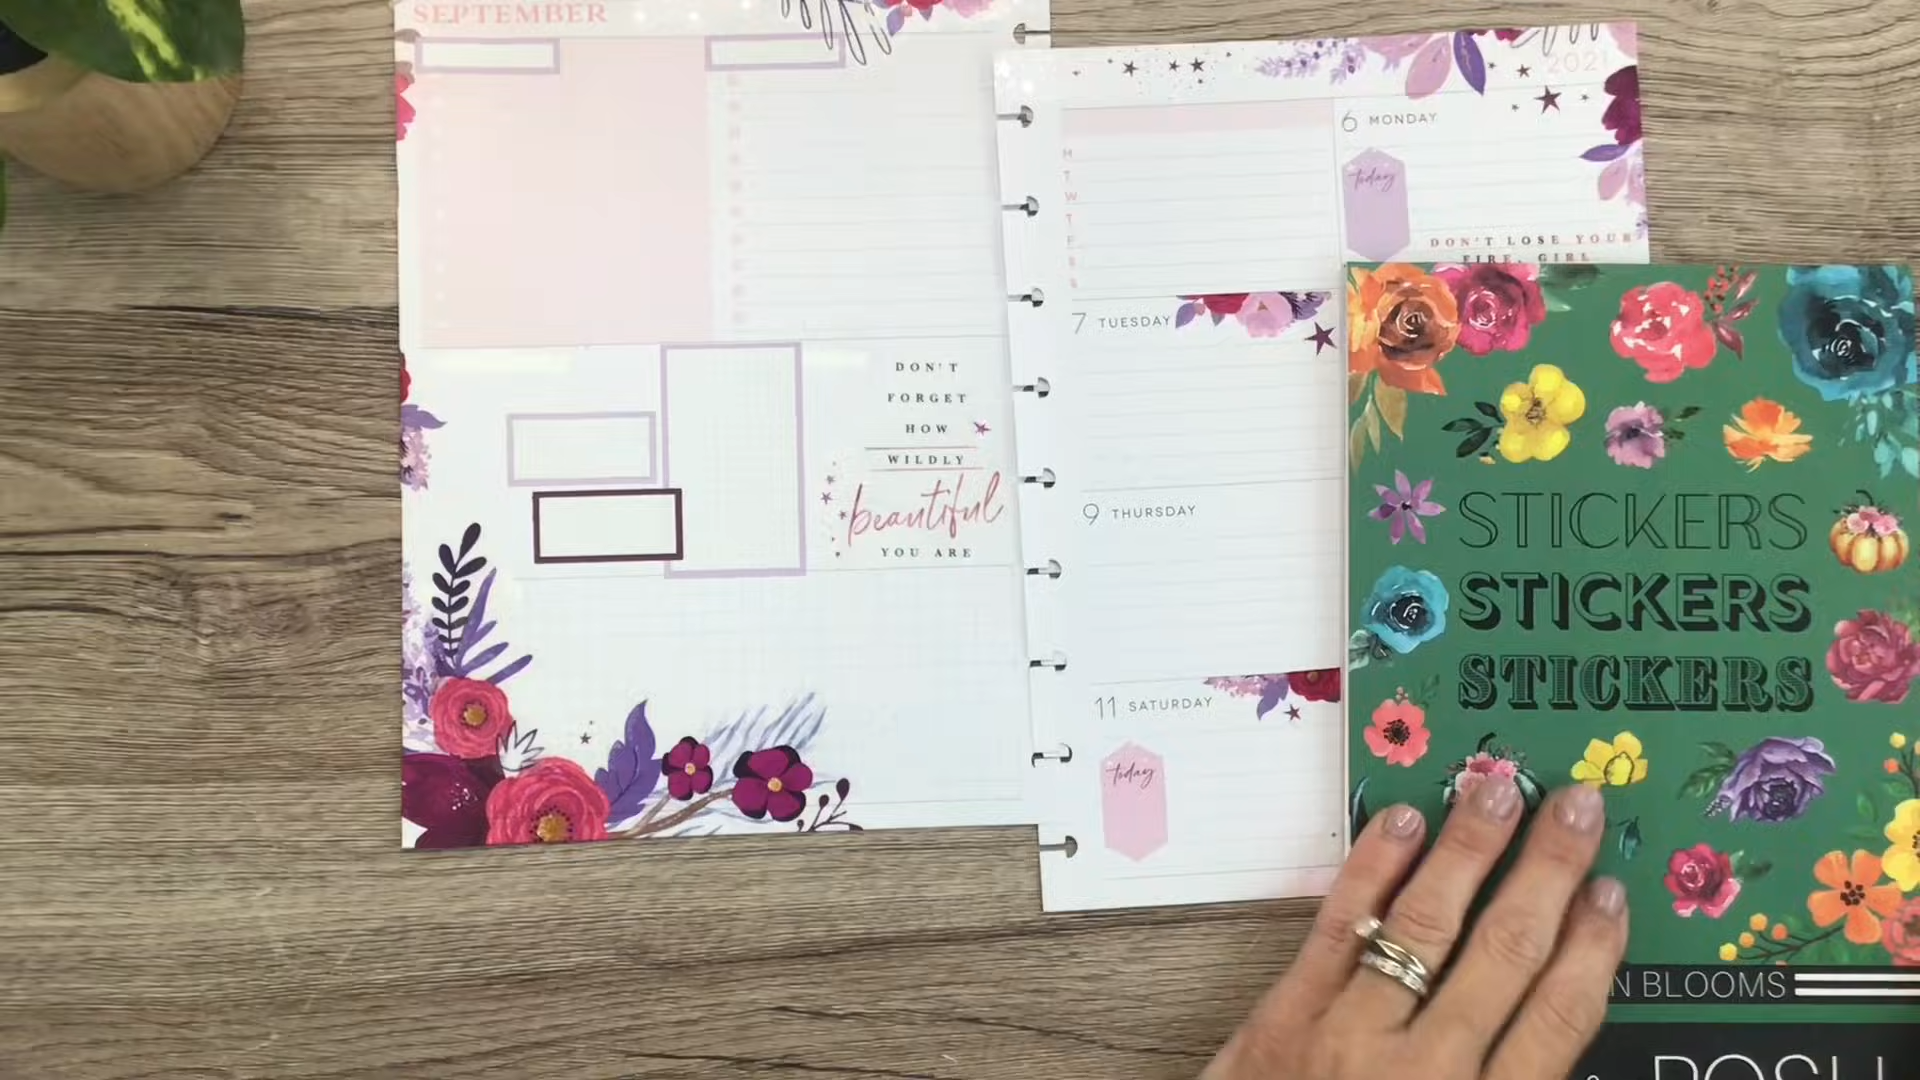 SEPTEMBER
DON'T
FORGET
HOW
WILDLY
beautiful
YOU ARE
2021
M
T
W
T
F
S
S
6 MONDAY
today
DON'T LOSE YOUR
FIRE, GIRL
7 TUESDAY
9 THURSDAY
11 SATURDAY
today
STICKERS
STICKERS
STICKERS
N BLOOMS
POSH